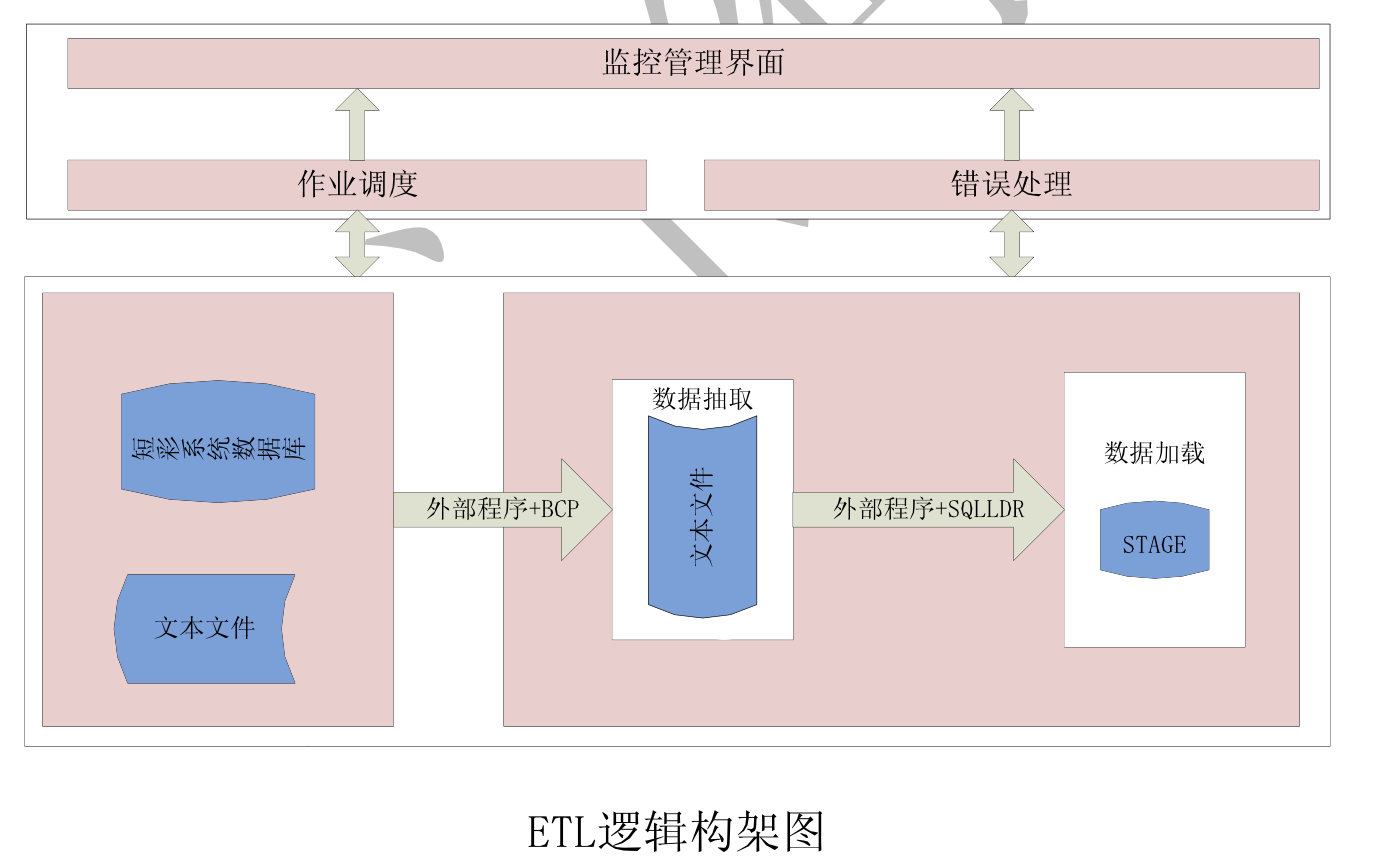 监控管理界面
作业调度
错误处理
短彩系统数据库
文本文件
外部程序+BCP
数据抽取
文本文件
外部程序+SQLLDR
数据加载
STAGE
ETL逻辑构架图